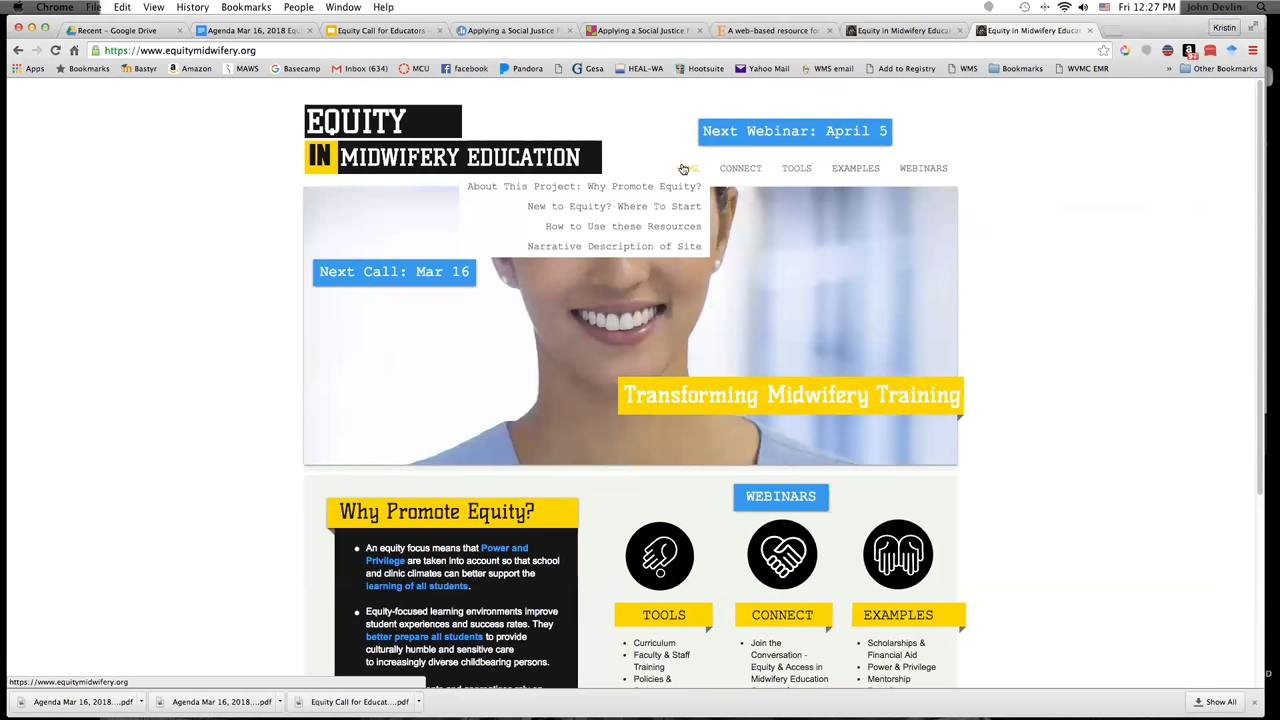 Chrome File Edit View History Bookmarks People Window Help
Fri 12:27 PM John Devlin
Recent – Google Drive
Agenda Mar 16, 2018
Equity Call for Educators
Applying a Social Justice
Applying a Social Justice
A web-based resource for
Equity in Midwifery Educat
Equity in Midwifery Educat
Kristin
https://www.equitymidwifery.org
Apps Bookmarks Bastyr Amazon MAWS Basecamp Inbox (634) MCU facebook Pandora Gesa HEAL-WA Hootsuite Yahoo Mail WMS email Add to Registry WMS Bookmarks WVMC EMR » Other Bookmarks
EQUITY
IN MIDWIFERY EDUCATION
Next Webinar: April 5
CONNECT TOOLS EXAMPLES WEBINARS
About This Project: Why Promote Equity?
New to Equity? Where To Start
How to Use these Resources
Narrative Description of Site
Next Call: Mar 16
Transforming Midwifery Training
Why Promote Equity?
• An equity focus means that Power and
Privilege are taken into account so that school
and clinic climates can better support the
learning of all students.
• Equity-focused learning environments improve
student experiences and success rates. They
better prepare all students to provide
culturally humble and sensitive care
to increasingly diverse childbearing persons.
WEBINARS
TOOLS
• Curriculum
• Faculty & Staff
Training
• Policies &
CONNECT
• Join the
Conversation -
Equity & Access in
Midwifery Education
EXAMPLES
• Scholarships &
Financial Aid
• Power & Privilege
• Mentorship
https://www.equitymidwifery.org
Agenda Mar 16, 2018....pdf
Agenda Mar 16, 2018....pdf
Equity Call for Educat....pdf
Show All